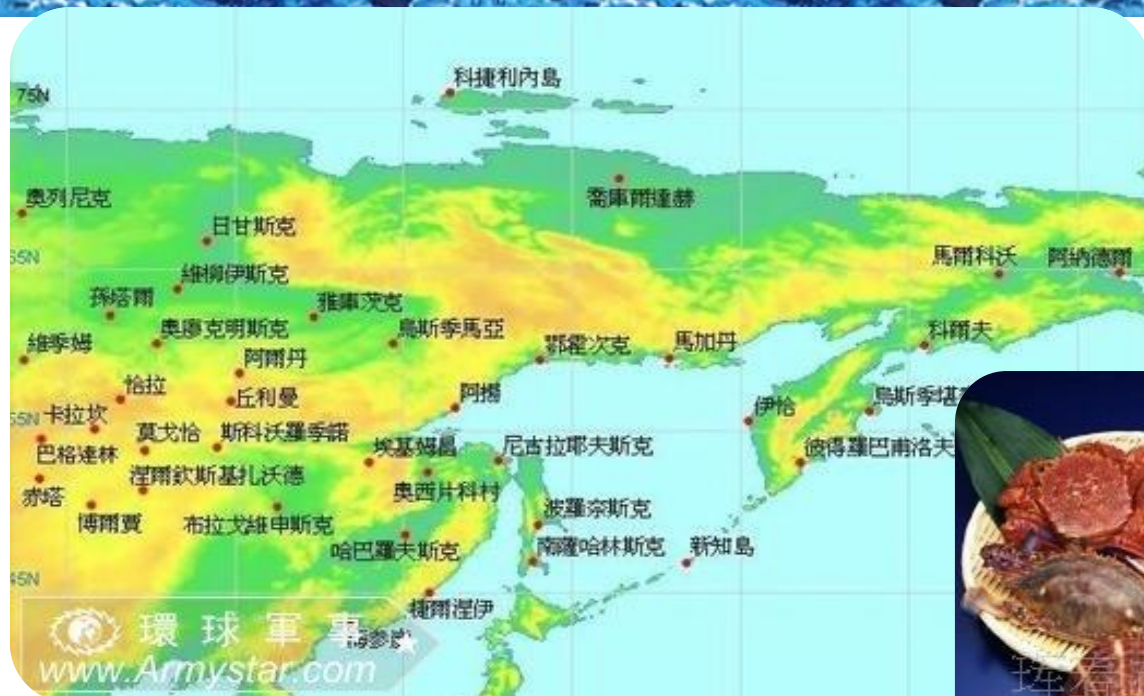 科捷利內島
75N
奧列尼克
喬庫爾達赫
日甘斯克
馬爾科沃
阿納德爾
維柳伊斯克
孫塔爾
雅庫茨克
奧廖克明斯克
烏斯季馬亞
科爾夫
維季姆
鄂霍次克
馬加丹
阿爾丹
恰拉
丘利曼
阿揚
伊恰
烏斯季堪
卡拉坎
55N
莫戈恰
斯科沃羅季諾
埃基姆昌
尼古拉耶夫斯克
巴格達林
彼得羅巴甫洛夫
涅爾欽斯基扎沃德
赤塔
奧西片科村
博爾賈
布拉戈維申斯克
波羅奈斯克
哈巴羅夫斯克
南薩哈林斯克
新知島
45N
捷爾涅伊
環球軍事
海參崴
www.Armystar.com